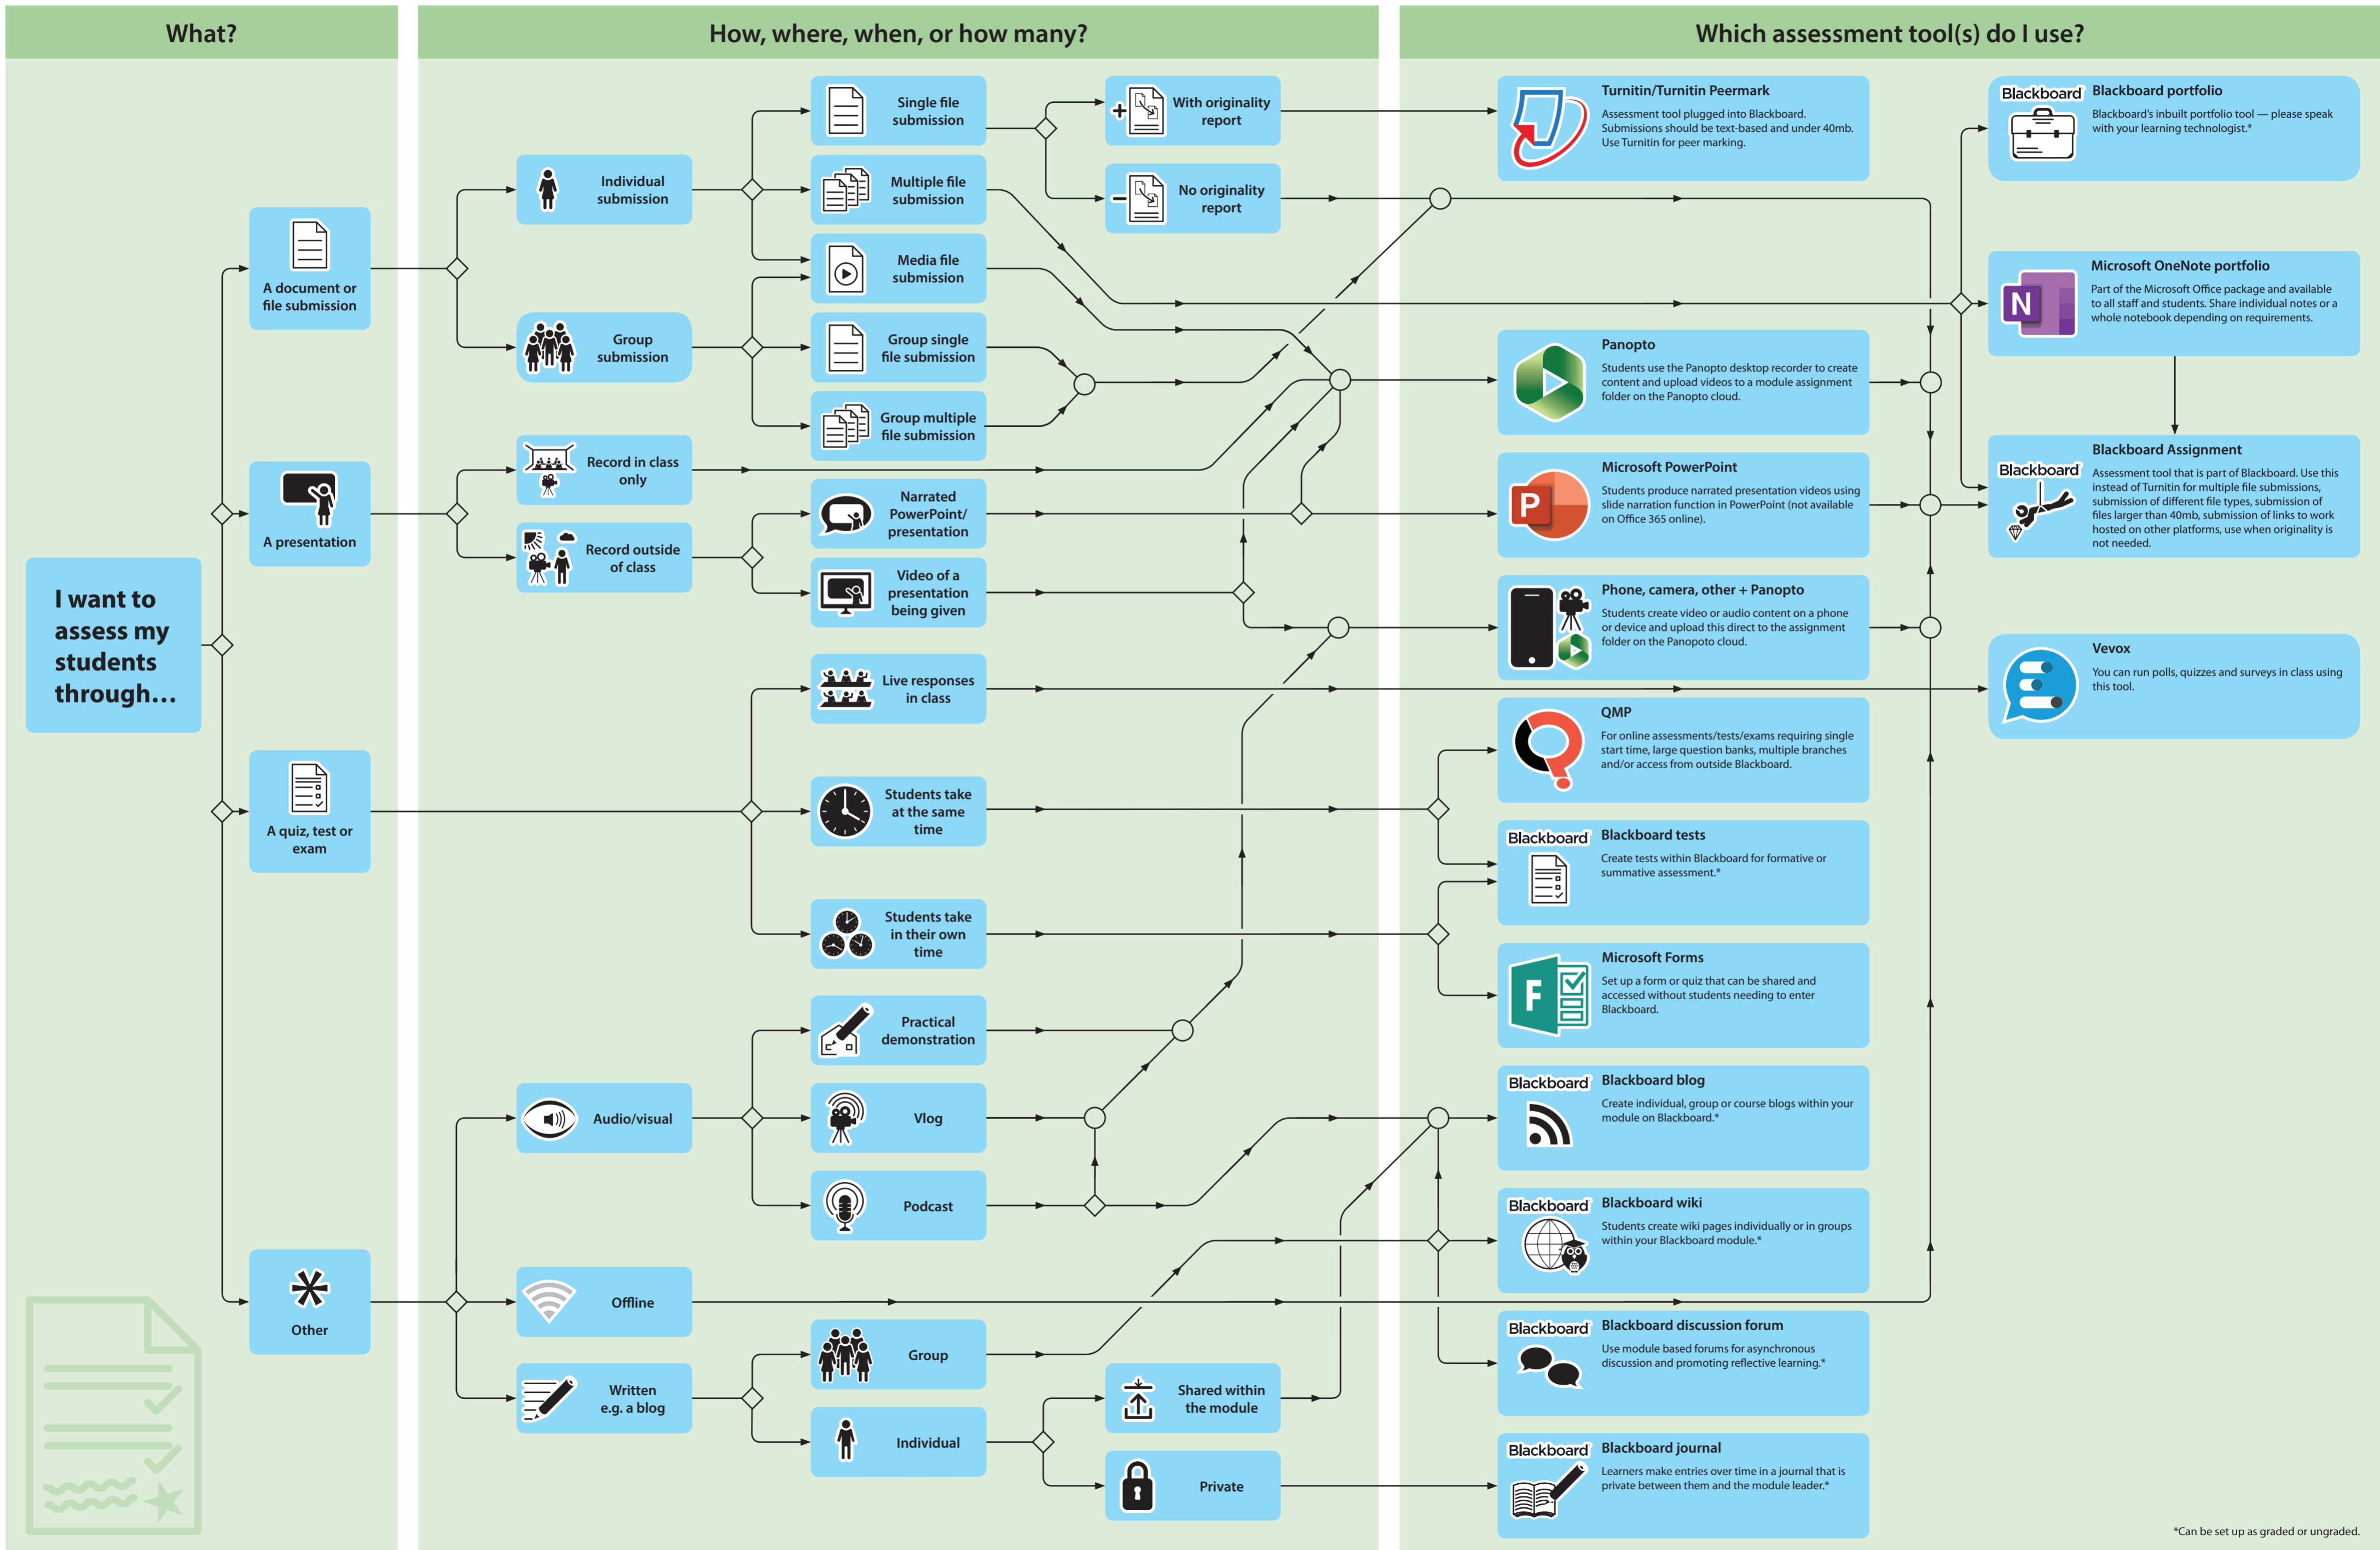 What?
How, where, when, or how many?
Which assessment tool(s) do I use?
I want to
assess my
students
through…
A document or
file submission
A presentation
A quiz, test or
exam
Other
Individual
submission
Group
submission
Record in class
only
Record outside
of class
Audio/visual
Offline
Written
e.g. a blog
Single file
submission
Multiple file
submission
Media file
submission
Group single
file submission
Group multiple
file submission
Narrated
PowerPoint/
presentation
Video of a
presentation
being given
Live responses
in class
Students take
at the same
time
Students take
in their own
time
Practical
demonstration
Vlog
Podcast
Group
Individual
With originality
report
No originality
report
Shared within
the module
Private
Turnitin/Turnitin Peermark
Assessment tool plugged into Blackboard.
Submissions should be text-based and under 40mb.
Use Turnitin for peer marking.
Panopto
Students use the Panopto desktop recorder to create
content and upload videos to a module assignment
folder on the Panopto cloud.
P
Microsoft PowerPoint
Students produce narrated presentation videos using
slide narration function in PowerPoint (not available
on Office 365 online).
Phone, camera, other + Panopto
Students create video or audio content on a phone
or device and upload this direct to the assignment
folder on the Panopoto cloud.
QMP
For online assessments/tests/exams requiring single
start time, large question banks, multiple branches
and/or access from outside Blackboard.
Blackboard
Blackboard tests
Create tests within Blackboard for formative or
summative assessment.*
F
Microsoft Forms
Set up a form or quiz that can be shared and
accessed without students needing to enter
Blackboard.
Blackboard
Blackboard blog
Create individual, group or course blogs within your
module on Blackboard.*
Blackboard
Blackboard wiki
Students create wiki pages individually or in groups
within your Blackboard module.*
Blackboard
Blackboard discussion forum
Use module based forums for asynchronous
discussion and promoting reflective learning.*
Blackboard
Blackboard journal
Learners make entries over time in a journal that is
private between them and the module leader.*
Blackboard
Blackboard portfolio
Blackboard's inbuilt portfolio tool — please speak
with your learning technologist.*
N
Microsoft OneNote portfolio
Part of the Microsoft Office package and available
to all staff and students. Share individual notes or a
whole notebook depending on requirements.
Blackboard
Blackboard Assignment
Assessment tool that is part of Blackboard. Use this
instead of Turnitin for multiple file submissions,
submission of different file types, submission of
files larger than 40mb, submission of links to work
hosted on other platforms, use when originality is
not needed.
Vevox
You can run polls, quizzes and surveys in class using
this tool.
*Can be set up as graded or ungraded.